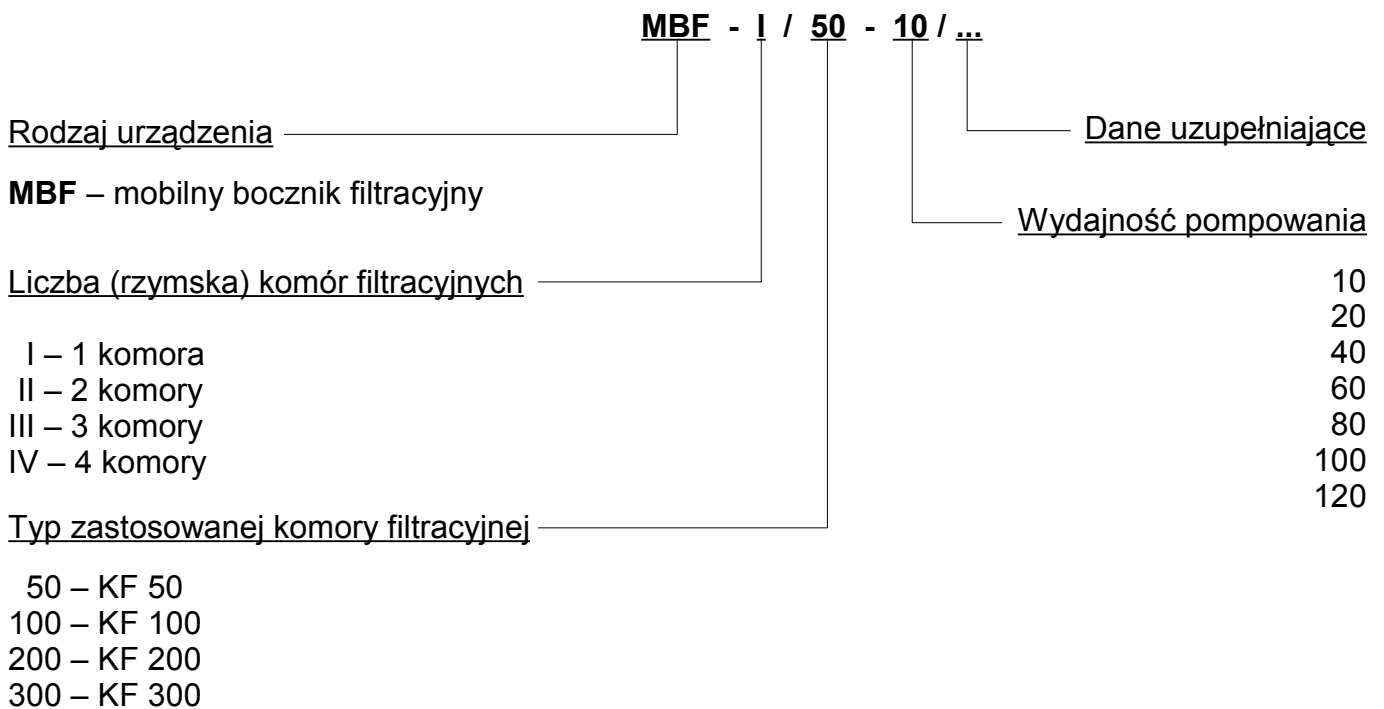 MBF - I / 50 - 10 / ...
Rodzaj urządzenia
MBF – mobilny bocznik filtracyjny
Liczba (rzymska) komór filtracyjnych
I – 1 komora
II – 2 komory
III – 3 komory
IV – 4 komory
Typ zastosowanej komory filtracyjnej
50 – KF 50
100 – KF 100
200 – KF 200
300 – KF 300
Dane uzupełniające
Wydajność pompowania
10
20
40
60
80
100
120